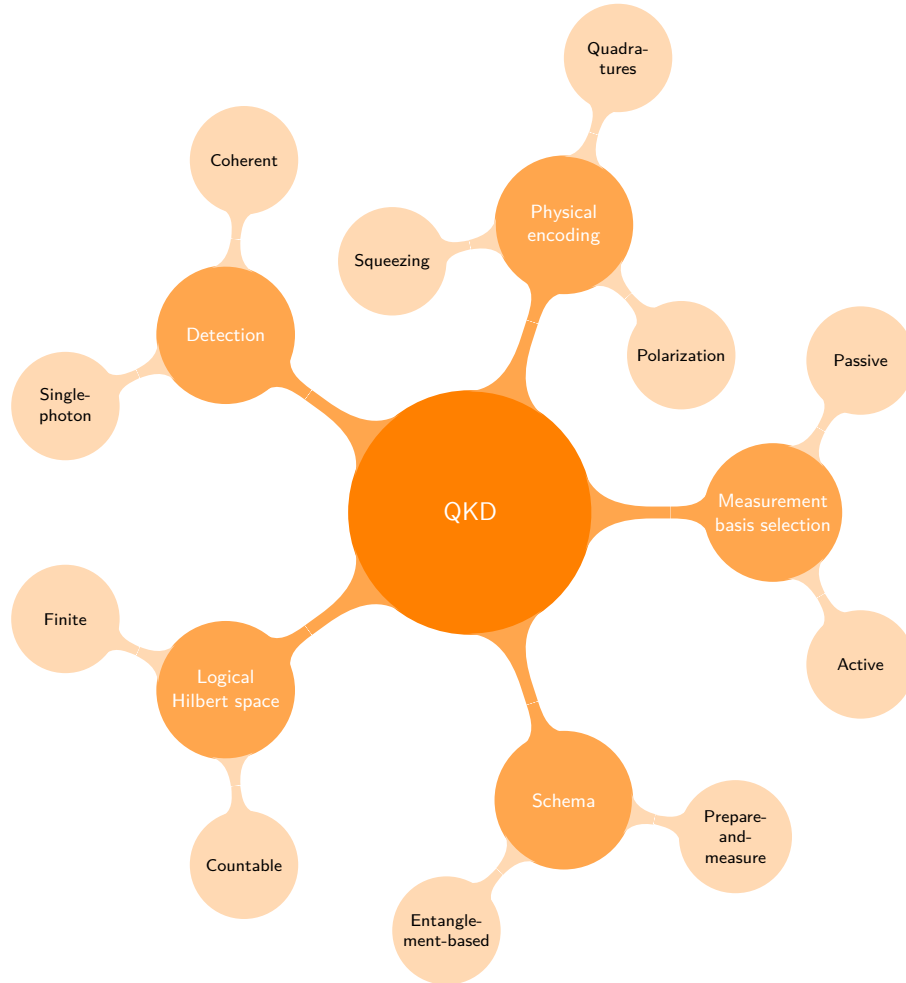 Quadra-
tures
Coherent
Physical
encoding
Squeezing
Detection
Polarization
Passive
Single-
photon
Measurement
basis selection
QKD
Finite
Logical
Hilbert space
Active
Schema
Prepare-
and-
measure
Countable
Entangle-
ment-based